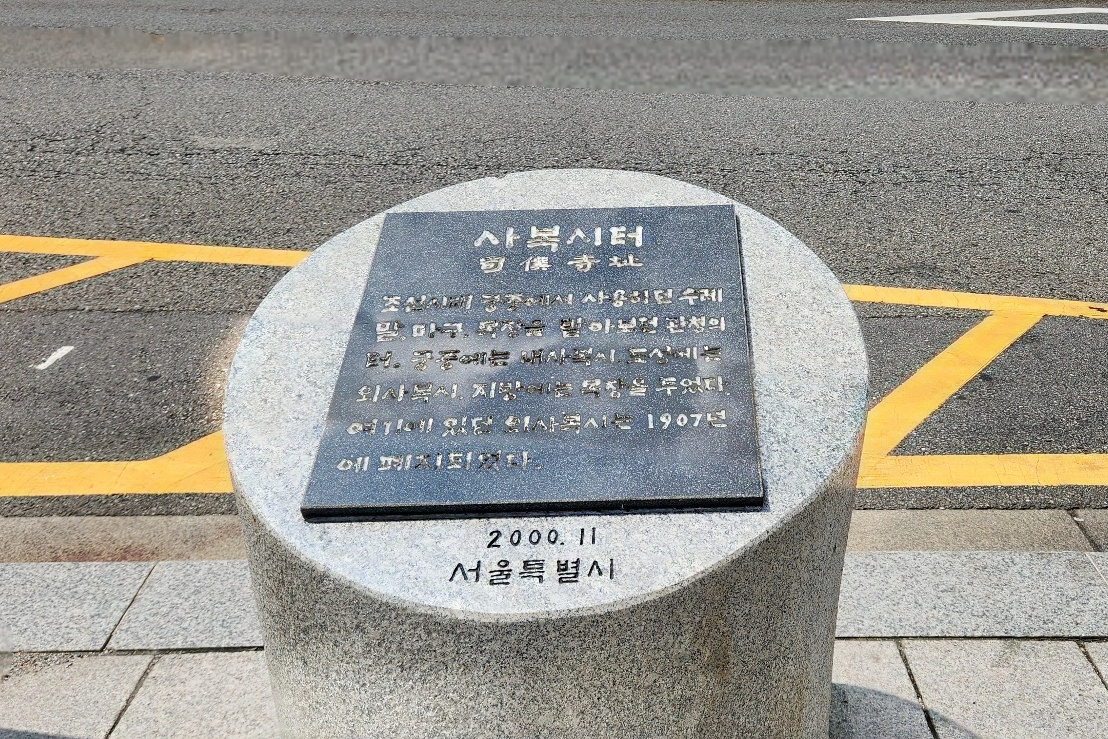 사복시터
司僕寺址
조선시대 궁중에서 사용하던 수레
말, 마구, 목장을 맡아보던 관청의
터. 궁중에는 내사복시, 도성에는
외사복시, 지방에는 목장을 두었다.
여기에 있던 외사복시는 1907년
에 폐지되었다.
2000. 11
서울특별시